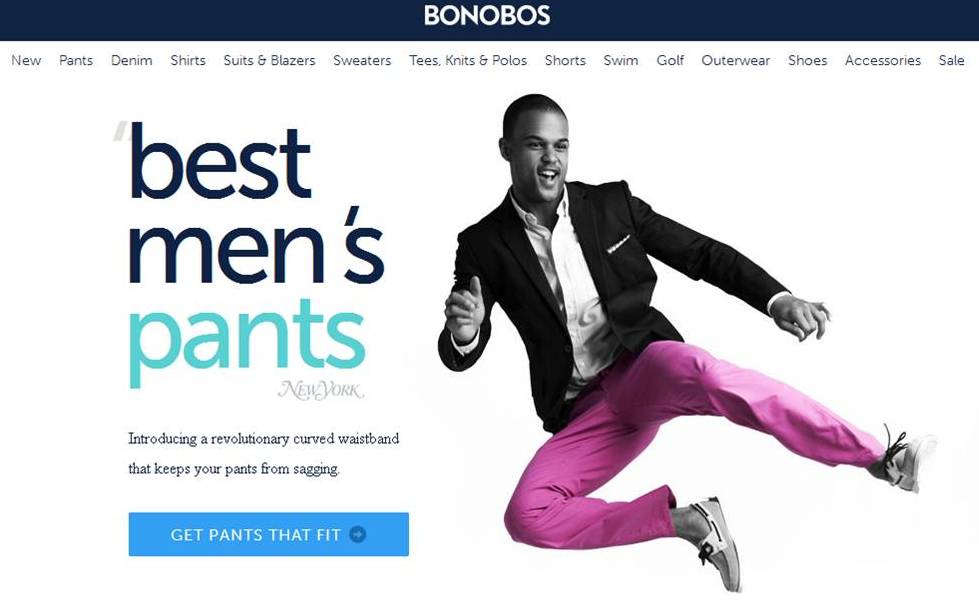 BONOBOS
New Pants Denim Shirts Suits & Blazers Sweaters Tees, Knits & Polos Shorts Swim Golf Outerwear Shoes Accessories Sale
"best
men's
pants
NEW YORK
Introducing a revolutionary curved waistband
that keeps your pants from sagging.
GET PANTS THAT FIT